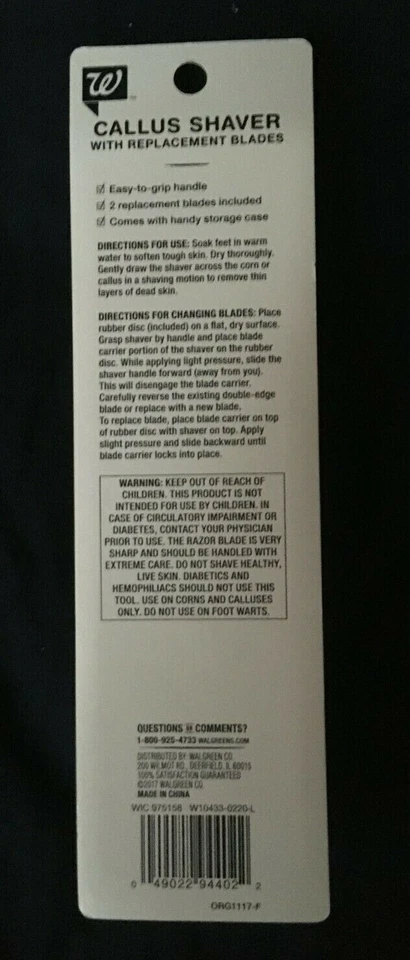 W
CALLUS SHAVER
WITH REPLACEMENT BLADES
Easy-to-grip handle
2 replacement blades included
Comes with handy storage case
DIRECTIONS FOR USE: Soak feet in warm
water to soften tough skin. Dry thoroughly.
Gently draw the shaver across the corn or
callus in a shaving motion to remove thin
layers of dead skin.
DIRECTIONS FOR CHANGING BLADES: Place
rubber disc (included) on a flat, dry surface.
Grasp shaver by handle and place blade
carrier portion of the shaver on the rubber
disc. While applying light pressure, slide the
shaver handle forward (away from you).
This will disengage the blade carrier.
Carefully reverse the existing double-edge
blade or replace with a new blade.
To replace blade, place blade carrier on top
of rubber disc with shaver on top. Apply
slight pressure and slide backward until
blade carrier locks into place.
WARNING: KEEP OUT OF REACH OF
CHILDREN. THIS PRODUCT IS NOT
INTENDED FOR USE BY CHILDREN. IN
CASE OF CIRCULATORY IMPAIRMENT OR
DIABETES, CONTACT YOUR PHYSICIAN
PRIOR TO USE. THE RAZOR BLADE IS VERY
SHARP AND SHOULD BE HANDLED WITH
EXTREME CARE. DO NOT SHAVE HEALTHY,
LIVE SKIN. DIABETICS AND
HEMOPHILIACS SHOULD NOT USE THIS
TOOL. USE ON CORNS AND CALLUSES
ONLY. DO NOT USE ON FOOT WARTS.
QUESTIONS OR COMMENTS?
1-800-925-4733 WALGREENS.COM
DISTRIBUTED BY: WALGREEN CO.
200 WILMOT RD., DEERFIELD, IL 60015
100% SATISFACTION GUARANTEED
©2017 WALGREEN CO.
MADE IN CHINA
WIC 975158 W10433-0220-L
0 49022 94402 2
ORG1117-F